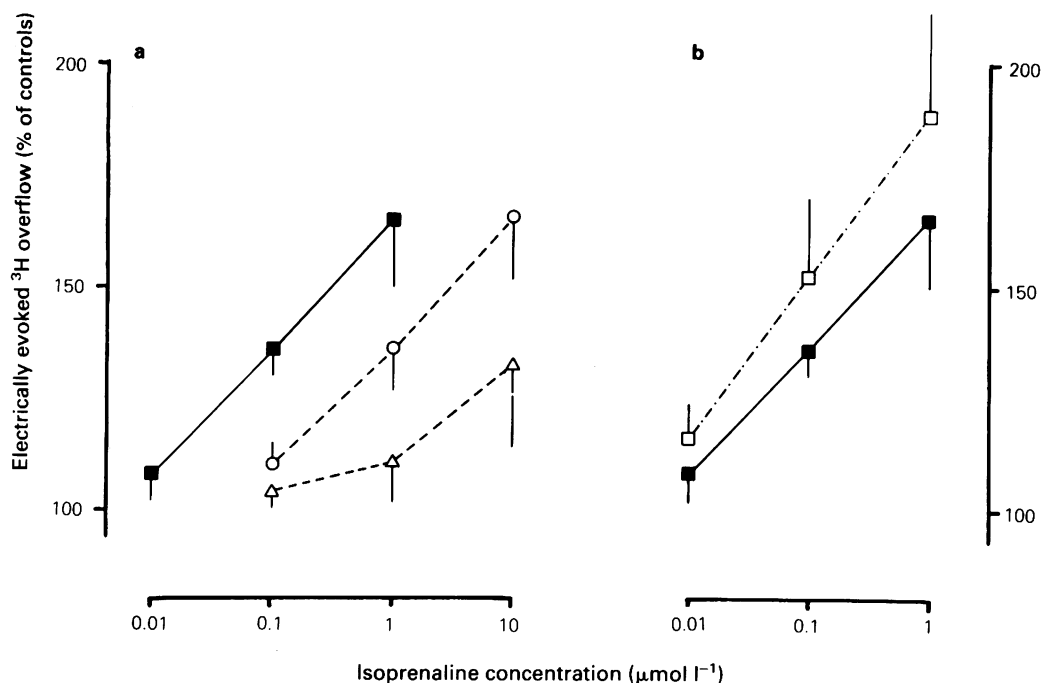 a
b
Electrically evoked ³H overflow (% of controls)
200
150
100
200
150
100
0.01 0.1 1 10
0.01 0.1 1
Isoprenaline concentration (μmol l⁻¹)